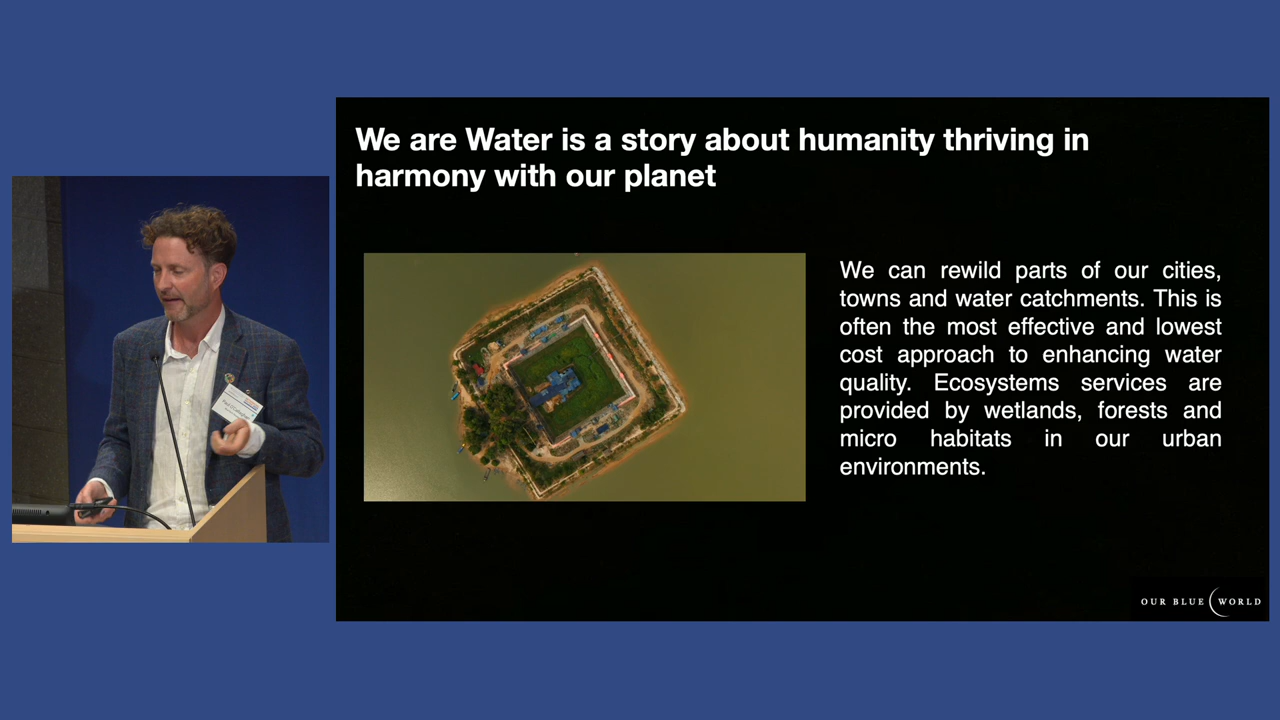 We are Water is a story about humanity thriving in
harmony with our planet
We can rewild parts of our cities,
towns and water catchments. This is
often the most effective and lowest
cost approach to enhancing water
quality. Ecosystems services are
provided by wetlands, forests and
micro habitats in our urban
environments.
OUR BLUE WORLD